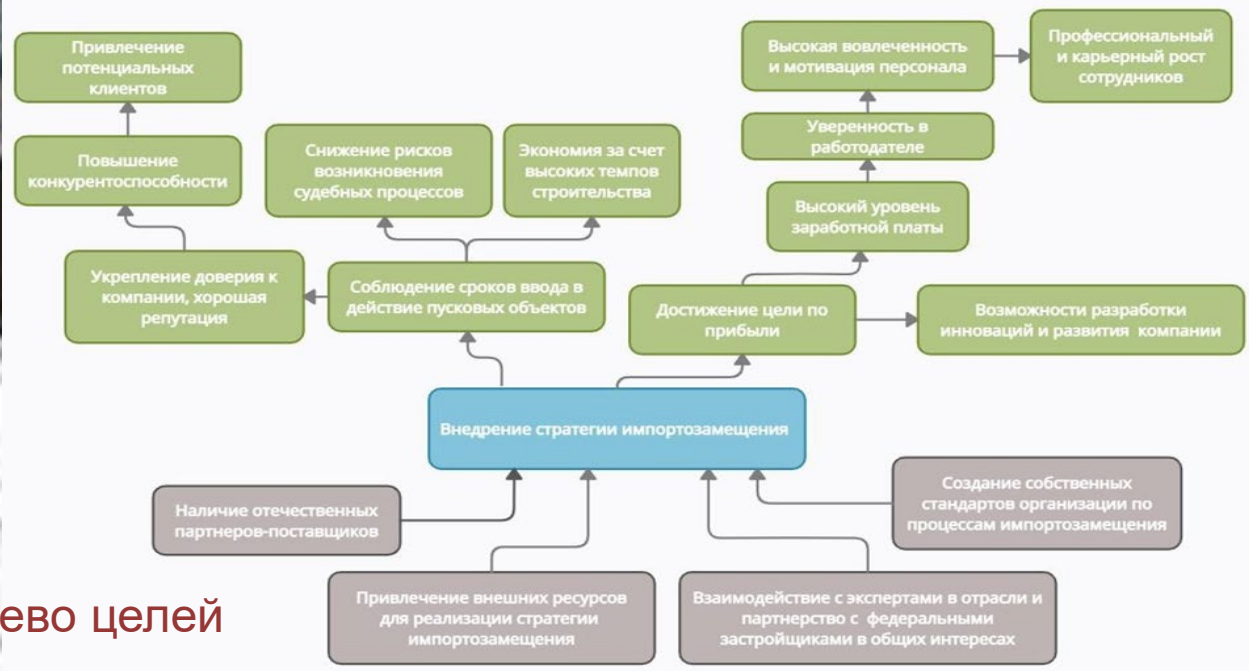 Привлечение
потенциальных
клиентов
Высокая вовлеченность
и мотивация персонала
Профессиональный
и карьерный рост
сотрудников
Повышение
конкурентоспособности
Снижение рисков
возникновения
судебных процессов
Экономия за счет
высоких темпов
строительства
Уверенность в
работодателе
Высокий уровень
заработной платы
Укрепление доверия к
компании, хорошая
репутация
Соблюдение сроков ввода в
действие пусковых объектов
Достижение цели по
прибыли
Возможности разработки
инноваций и развития компании
Внедрение стратегии импортозамещения
Наличие отечественных
партнеров-поставщиков
Создание собственных
стандартов организации по
процессам импортозамещения
Привлечение внешних ресурсов
для реализации стратегии
импортозамещения
Взаимодействие с экспертами в отрасли и
партнерство с федеральными
застройщиками в общих интересах
ево целей